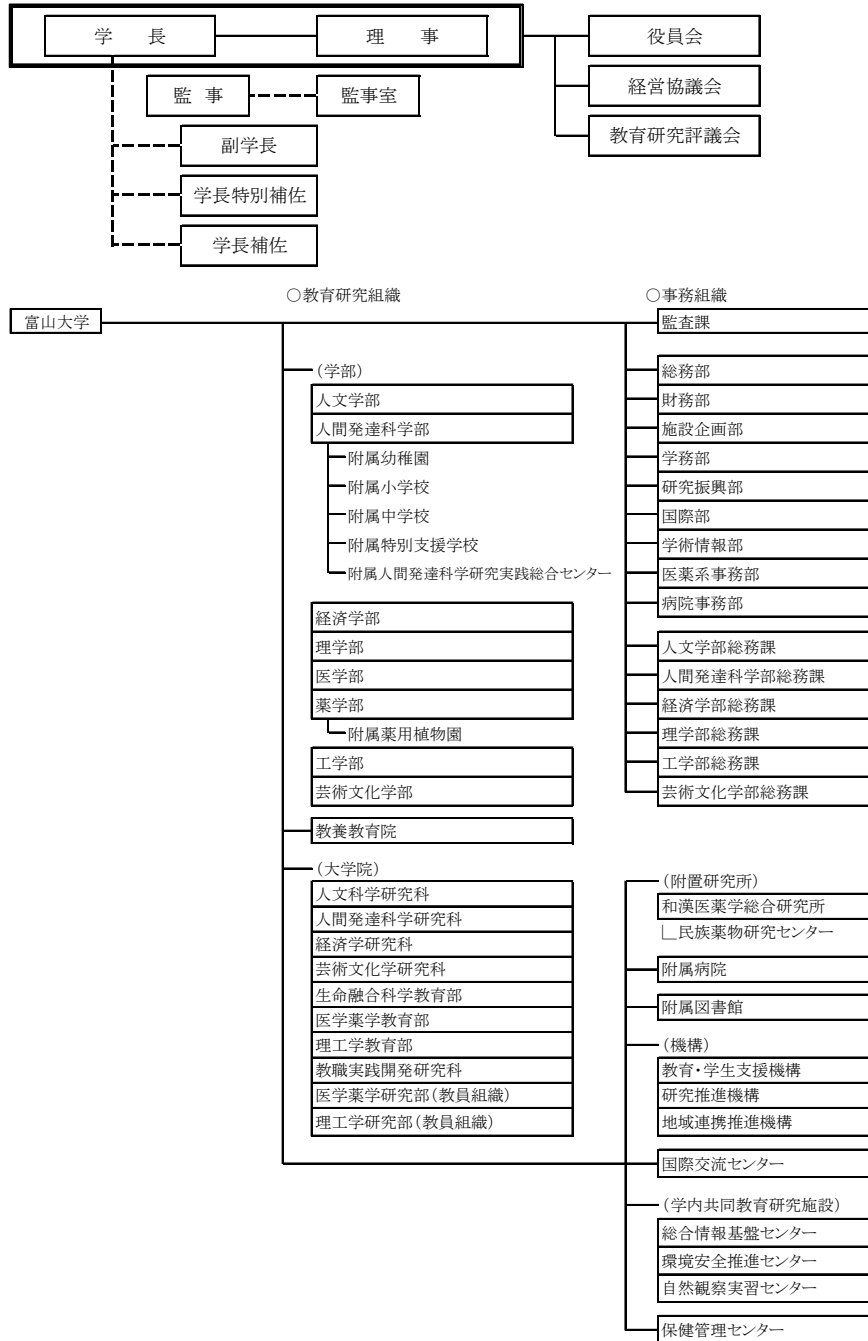 学　長
理　事
役員会
経営協議会
教育研究評議会
監　事
監事室
副学長
学長特別補佐
学長補佐
○教育研究組織
○事務組織
富山大学
監査課
(学部)
人文学部
人間発達科学部
附属幼稚園
附属小学校
附属中学校
附属特別支援学校
附属人間発達科学研究実践総合センター
経済学部
理学部
医学部
薬学部
附属薬用植物園
工学部
芸術文化学部
教養教育院
(大学院)
人文科学研究科
人間発達科学研究科
経済学研究科
芸術文化学研究科
生命融合科学教育部
医学薬学教育部
理工学教育部
教職実践開発研究科
医学薬学研究部(教員組織)
理工学研究部(教員組織)
総務部
財務部
施設企画部
学務部
研究振興部
国際部
学術情報部
医薬系事務部
病院事務部
人文学部総務課
人間発達科学部総務課
経済学部総務課
理学部総務課
工学部総務課
芸術文化学部総務課
(附置研究所)
和漢医薬学総合研究所
民族薬物研究センター
附属病院
附属図書館
(機構)
教育・学生支援機構
研究推進機構
地域連携推進機構
国際交流センター
(学内共同教育研究施設)
総合情報基盤センター
環境安全推進センター
自然観察実習センター
保健管理センター